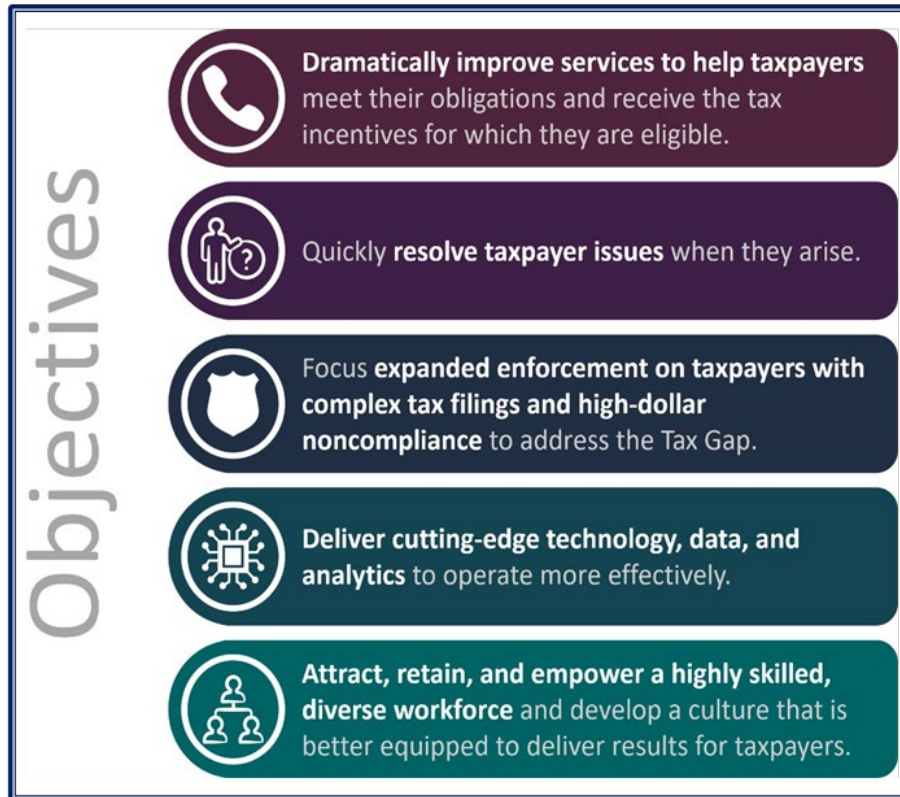 Objectives
Dramatically improve services to help taxpayers
meet their obligations and receive the tax
incentives for which they are eligible.
?
Quickly resolve taxpayer issues when they arise.
Focus expanded enforcement on taxpayers with
complex tax filings and high-dollar
noncompliance to address the Tax Gap.
Deliver cutting-edge technology, data, and
analytics to operate more effectively.
Attract, retain, and empower a highly skilled,
diverse workforce and develop a culture that is
better equipped to deliver results for taxpayers.